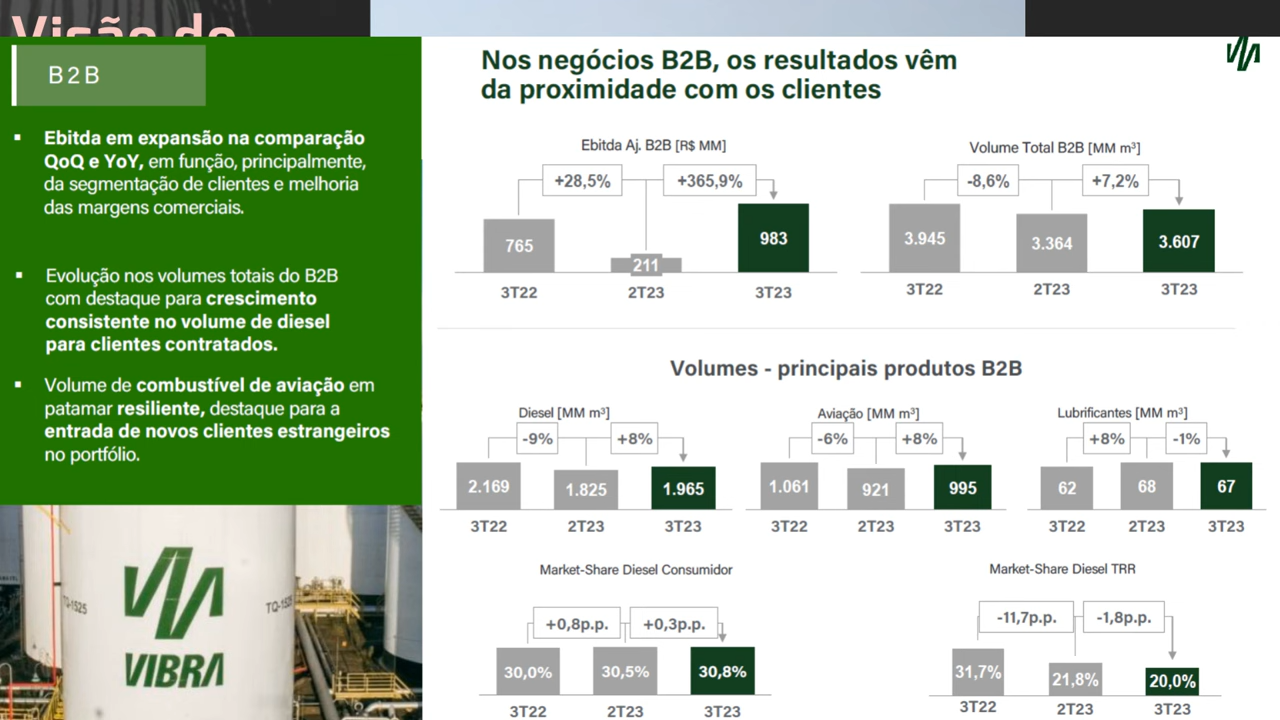 Visão do
B2B
▪ Ebitda em expansão na comparação
QoQ e YoY, em função, principalmente,
da segmentação de clientes e melhoria
das margens comerciais.
▪ Evolução nos volumes totais do B2B
com destaque para crescimento
consistente no volume de diesel
para clientes contratados.
▪ Volume de combustível de aviação em
patamar resiliente, destaque para a
entrada de novos clientes estrangeiros
no portfólio.
TQ-1525
TQ-1525
VIBRA
Nos negócios B2B, os resultados vêm
da proximidade com os clientes
Ebitda Aj. B2B [R$ MM]
+28,5% +365,9%
765 211 983
3T22 2T23 3T23
Volume Total B2B [MM m³]
-8,6% +7,2%
3.945 3.364 3.607
3T22 2T23 3T23
Volumes - principais produtos B2B
Diesel [MM m³]
-9% +8%
2.169 1.825 1.965
3T22 2T23 3T23
Aviação [MM m³]
-6% +8%
1.061 921 995
3T22 2T23 3T23
Lubrificantes [MM m³]
+8% -1%
62 68 67
3T22 2T23 3T23
Market-Share Diesel Consumidor
+0,8p.p. +0,3p.p.
30,0% 30,5% 30,8%
3T22 2T23 3T23
Market-Share Diesel TRR
-11,7p.p. -1,8p.p.
31,7% 21,8% 20,0%
3T22 2T23 3T23